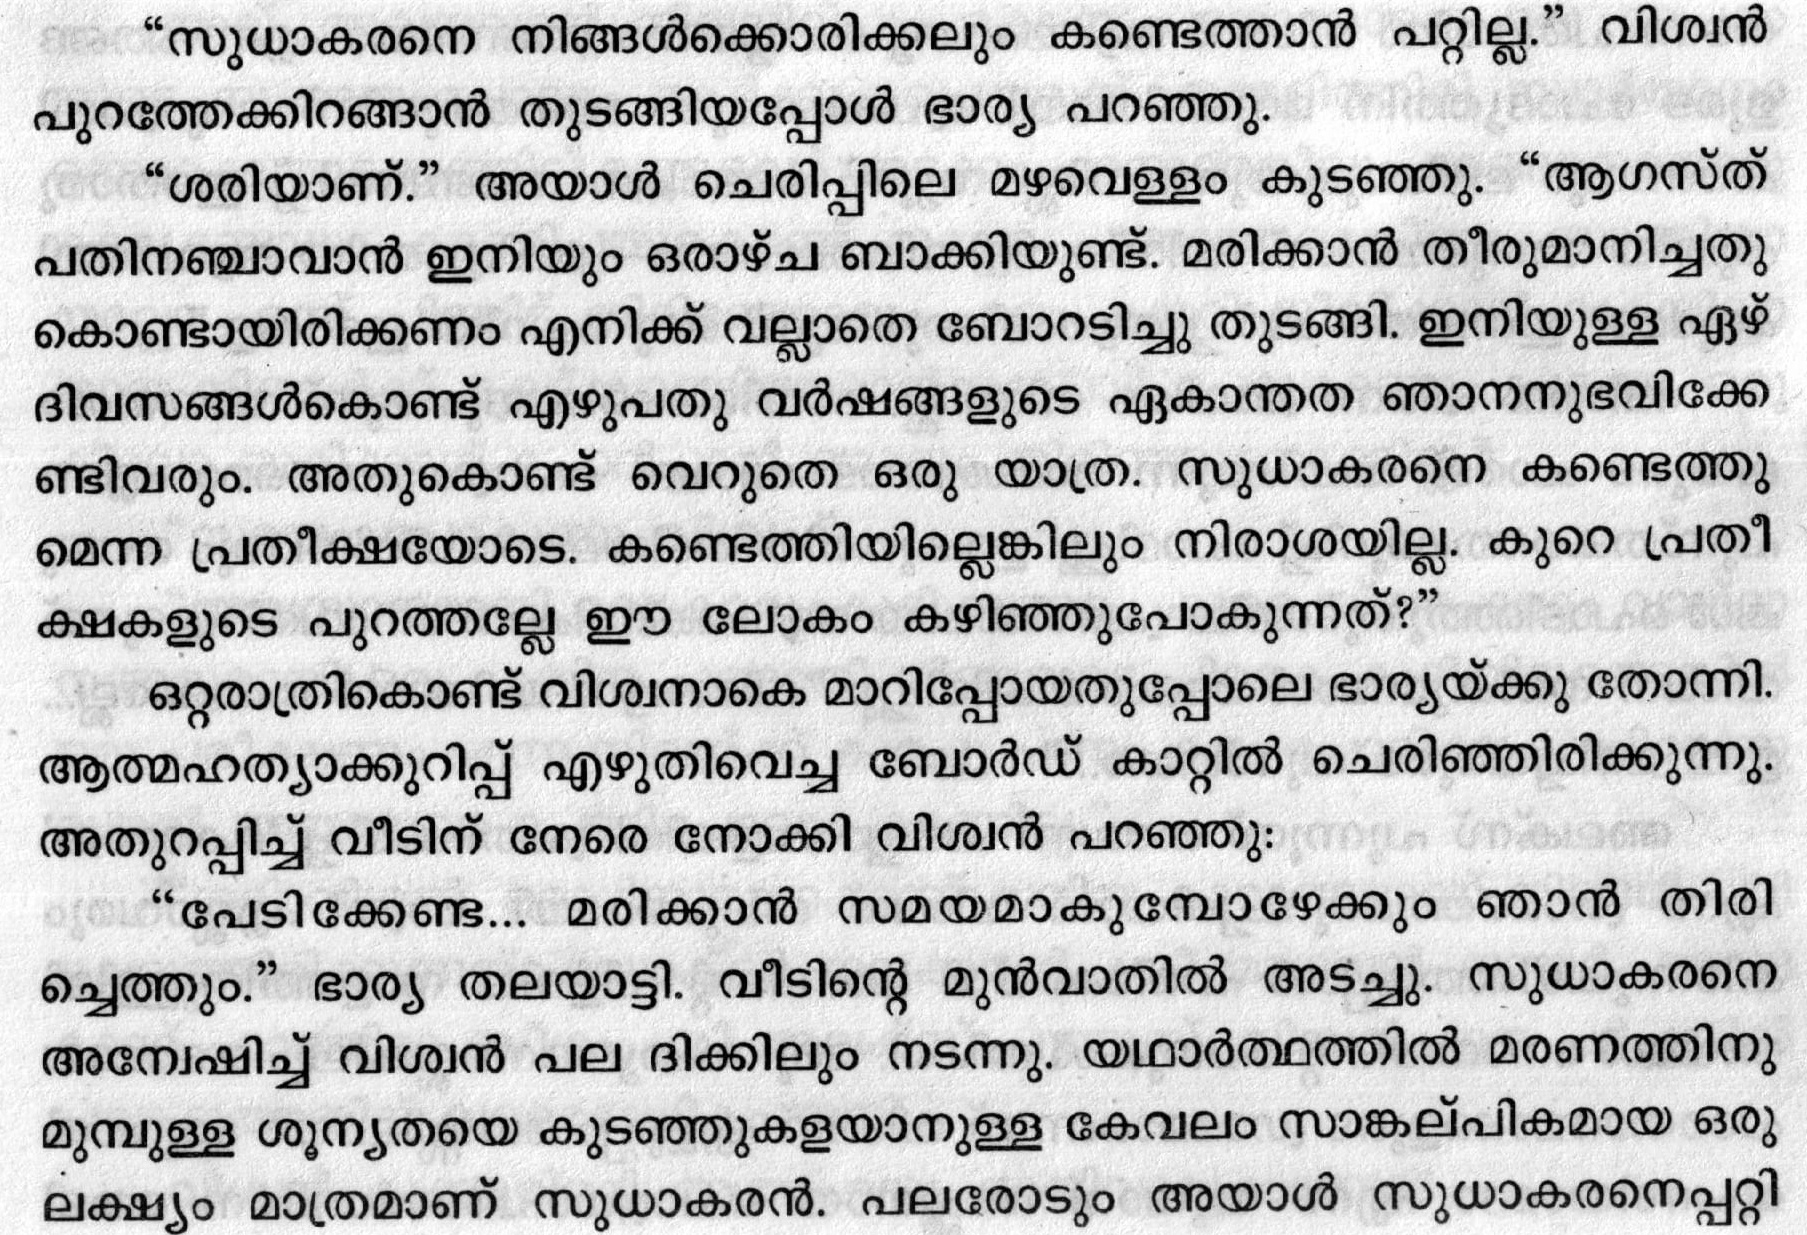 “സുധാകരനെ നിങ്ങൾക്കൊരിക്കലും കണ്ടെത്താൻ പറ്റില്ല.” വിശ്വൻ
പുറത്തേക്കിറങ്ങാൻ തുടങ്ങിയപ്പോൾ ഭാര്യ പറഞ്ഞു.
“ശരിയാണ്.” അയാൾ ചെരിപ്പിലെ മഴവെള്ളം കുടഞ്ഞു. “ആഗസ്ത്
പതിനഞ്ചാവാൻ ഇനിയും ഒരാഴ്ച ബാക്കിയുണ്ട്. മരിക്കാൻ തീരുമാനിച്ചതു
കൊണ്ടായിരിക്കണം എനിക്ക് വല്ലാതെ ബോറടിച്ചു തുടങ്ങി. ഇനിയുള്ള ഏഴ്
ദിവസങ്ങൾകൊണ്ട് എഴുപതു വർഷങ്ങളുടെ ഏകാന്തത ഞാനനുഭവിക്കേ
ണ്ടിവരും. അതുകൊണ്ട് വെറുതെ ഒരു യാത്ര. സുധാകരനെ കണ്ടെത്തു
മെന്ന പ്രതീക്ഷയോടെ. കണ്ടെത്തിയില്ലെങ്കിലും നിരാശയില്ല. കുറെ പ്രതീ
ക്ഷകളുടെ പുറത്തല്ലേ ഈ ലോകം കഴിഞ്ഞുപോകുന്നത്?”
ഒറ്റരാത്രികൊണ്ട് വിശ്വനാകെ മാറിപ്പോയതുപ്പോലെ ഭാര്യയ്ക്കു തോന്നി.
ആത്മഹത്യാക്കുറിപ്പ് എഴുതിവെച്ച ബോർഡ് കാറ്റിൽ ചെരിഞ്ഞിരിക്കുന്നു.
അതുറപ്പിച്ച് വീടിന് നേരെ നോക്കി വിശ്വൻ പറഞ്ഞു:
“പേടിക്കേണ്ട... മരിക്കാൻ സമയമാകുമ്പോഴേക്കും ഞാൻ തിരി
ച്ചെത്തും.” ഭാര്യ തലയാട്ടി. വീടിന്റെ മുൻവാതിൽ അടച്ചു. സുധാകരനെ
അന്വേഷിച്ച് വിശ്വൻ പല ദിക്കിലും നടന്നു. യഥാർത്ഥത്തിൽ മരണത്തിനു
മുമ്പുള്ള ശൂന്യതയെ കുടഞ്ഞുകളയാനുള്ള കേവലം സാങ്കല്പികമായ ഒരു
ലക്ഷ്യം മാത്രമാണ് സുധാകരൻ. പലരോടും അയാൾ സുധാകരനെപ്പറ്റി